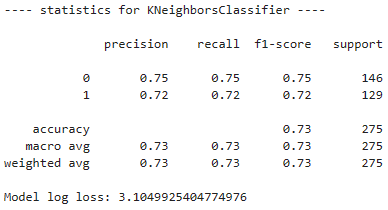 ---- statistics for KNeighborsClassifier ----
precision recall f1-score support
0 0.75 0.75 0.75 146
1 0.72 0.72 0.72 129
accuracy 0.73 275
macro avg 0.73 0.73 0.73 275
weighted avg 0.73 0.73 0.73 275
Model log loss: 3.1049925404774976